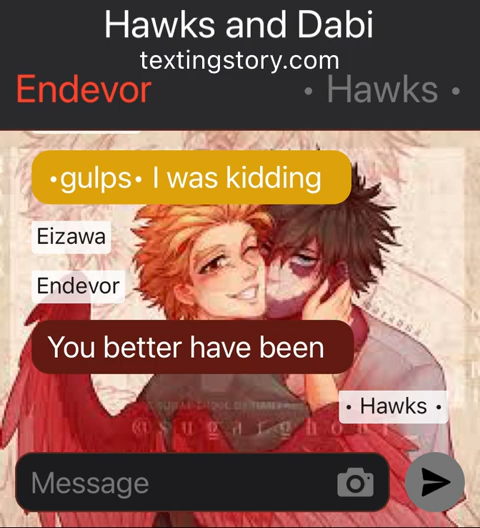 Hawks and Dabi
textingstory.com
Endevor
• Hawks •
•gulps• I was kidding
Eizawa
Endevor
You better have been
• Hawks •
Message